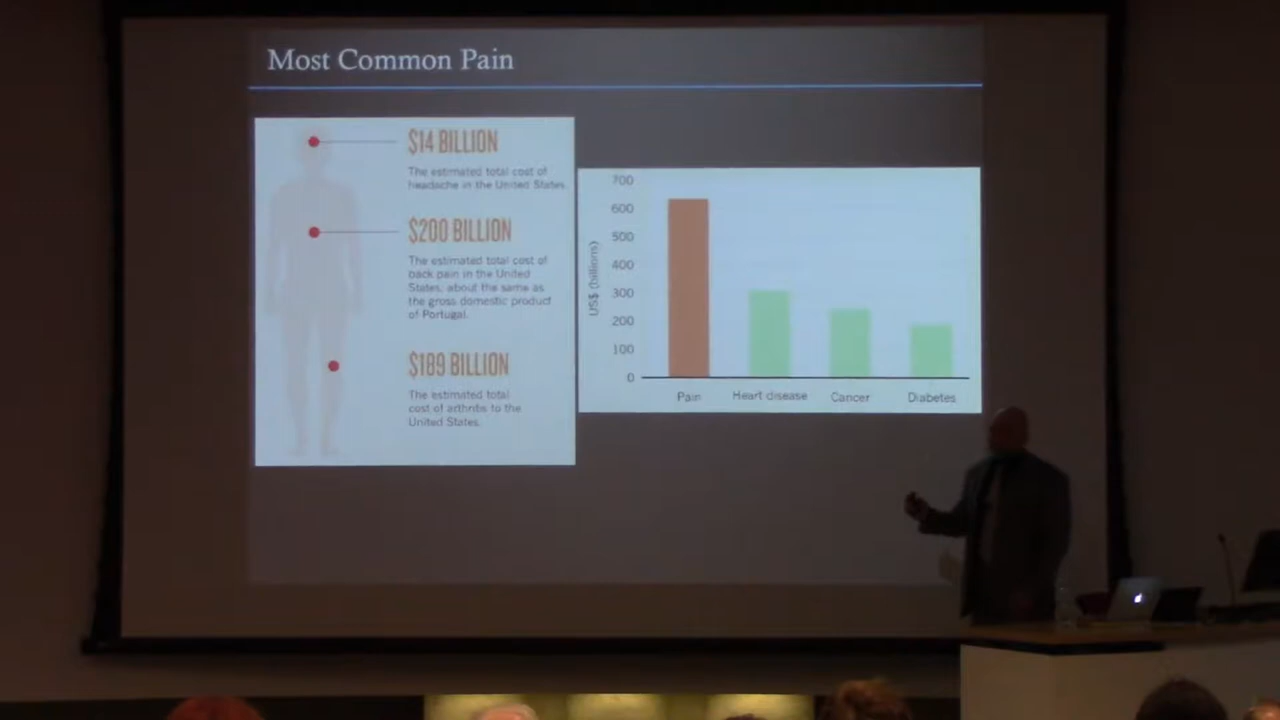 Most Common Pain
$14 BILLION
The estimated total cost of
headache in the United States.
$200 BILLION
The estimated total cost of
back pain in the United
States, about the same as
the gross domestic product
of Portugal.
$189 BILLION
The estimated total
cost of arthritis to the
United States.
US$ (billions)
700
600
500
400
300
200
100
0
Pain
Heart disease
Cancer
Diabetes